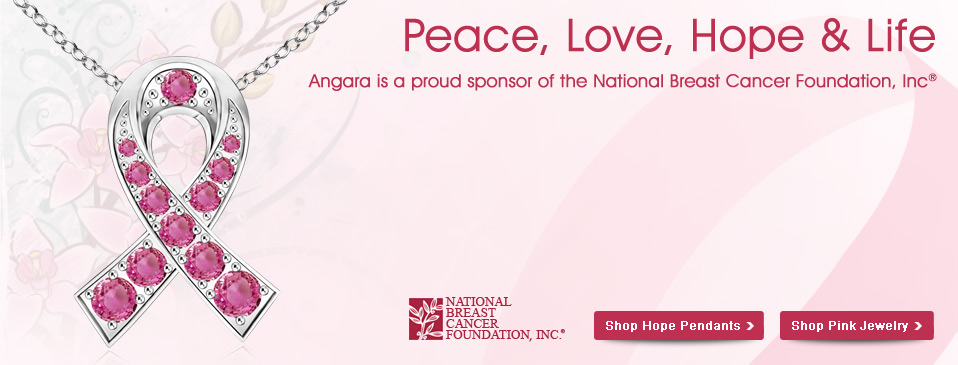 Peace, Love, Hope & Life
Angara is a proud sponsor of the National Breast Cancer Foundation, Inc®
NATIONAL
BREAST
CANCER
FOUNDATION, INC.®
Shop Hope Pendants >
Shop Pink Jewelry >